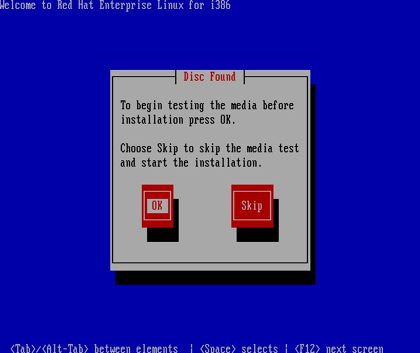 Welcome to Red Hat Enterprise Linux for i386
Disc Found
To begin testing the media before
installation press OK.
Choose Skip to skip the media test
and start the installation.
OK
Skip
<Tab>/<Alt-Tab> between elements | <Space> selects | <F12> next screen